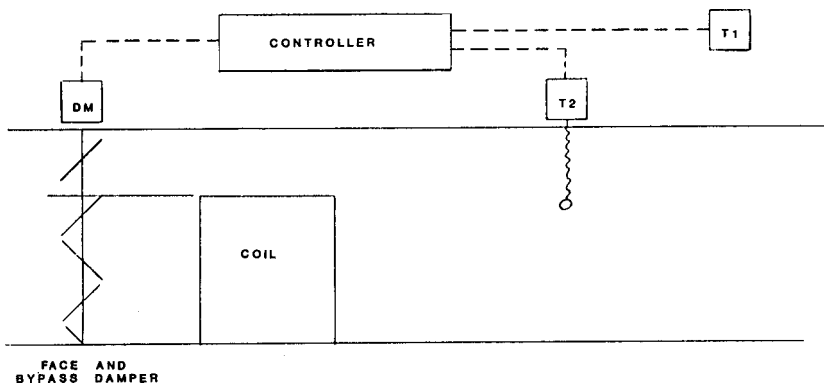 CONTROLLER
T1
DM
T2
COIL
FACE AND
BYPASS DAMPER